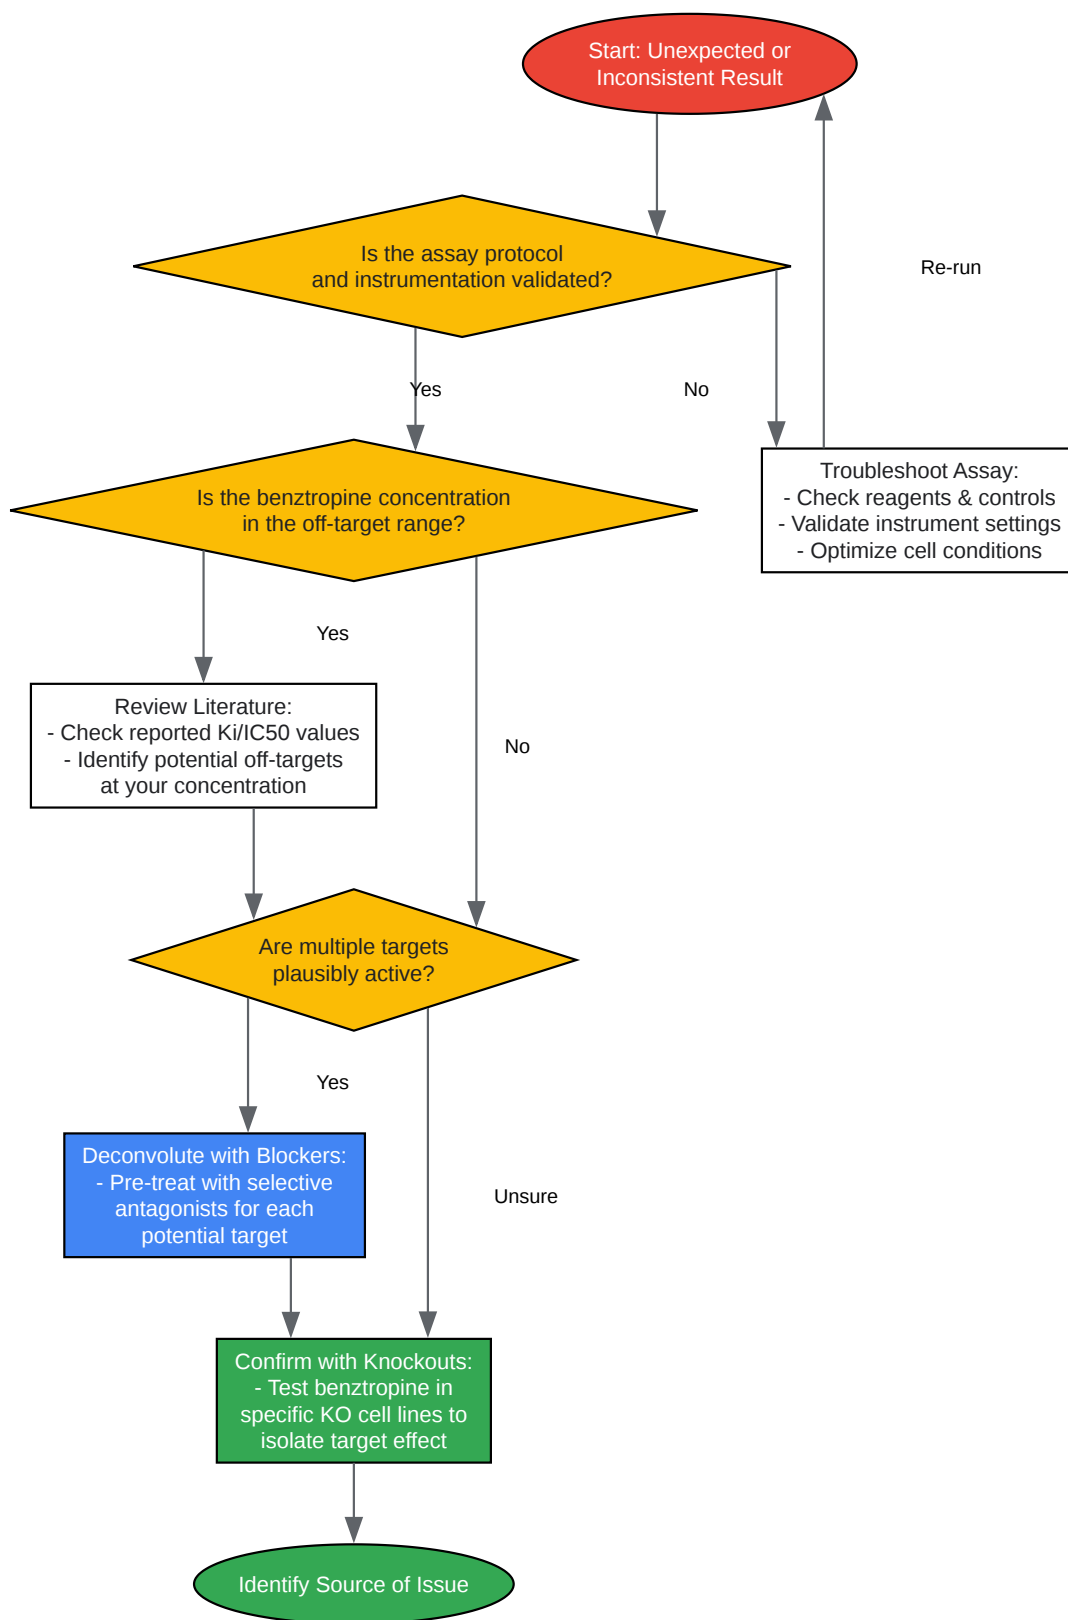 Start: Unexpected or
Inconsistent Result
Is the assay protocol
and instrumentation validated?
Re-run
Yes
No
Troubleshoot Assay:
- Check reagents & controls
- Validate instrument settings
- Optimize cell conditions
Is the benztropine concentration
in the off-target range?
Yes
Review Literature:
- Check reported Ki/IC50 values
- Identify potential off-targets
at your concentration
No
Are multiple targets
plausibly active?
Yes
Deconvolute with Blockers:
- Pre-treat with selective
antagonists for each
potential target
Unsure
Confirm with Knockouts:
- Test benztropine in
specific KO cell lines to
isolate target effect
Identify Source of Issue